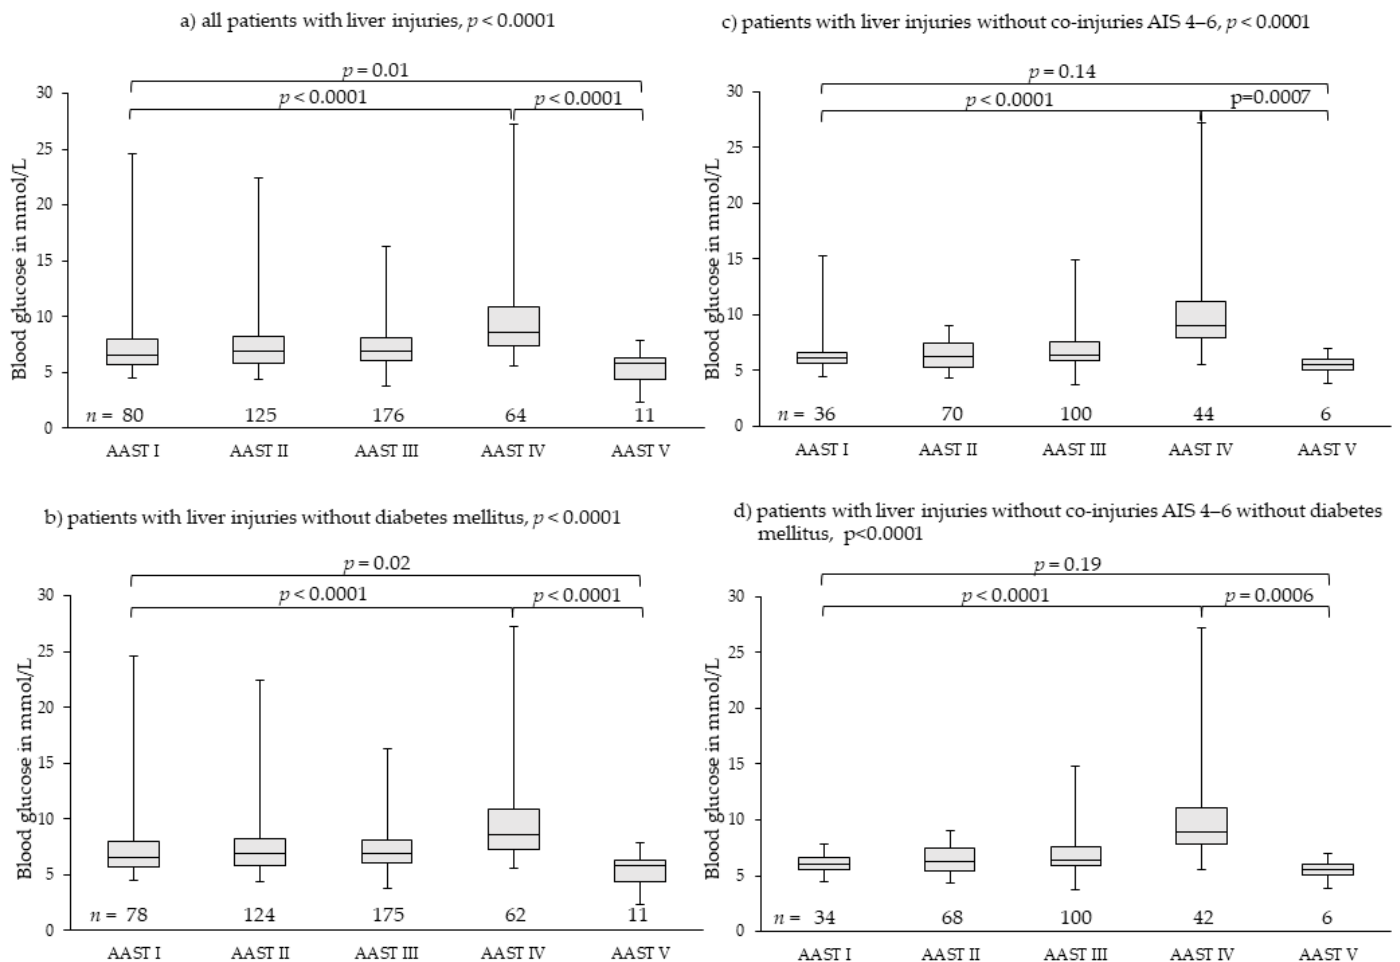 a) all patients with liver injuries, p < 0.0001
p = 0.01
p < 0.0001 p < 0.0001
Blood glucose in mmol/L
30
25
20
15
10
5
0
n = 80 125 176 64 11
AAST I AAST II AAST III AAST IV AAST V
c) patients with liver injuries without co-injuries AIS 4–6, p < 0.0001
p = 0.14
p < 0.0001 p=0.0007
Blood glucose in mmol/L
30
25
20
15
10
5
0
n = 36 70 100 44 6
AAST I AAST II AAST III AAST IV AAST V
b) patients with liver injuries without diabetes mellitus, p < 0.0001
p = 0.02
p < 0.0001 p < 0.0001
Blood glucose in mmol/L
30
25
20
15
10
5
0
n = 78 124 175 62 11
AAST I AAST II AAST III AAST IV AAST V
d) patients with liver injuries without co-injuries AIS 4–6 without diabetes
mellitus, p<0.0001
p = 0.19
p < 0.0001 p = 0.0006
Blood glucose in mmol/L
30
25
20
15
10
5
0
n = 34 68 100 42 6
AAST I AAST II AAST III AAST IV AAST V